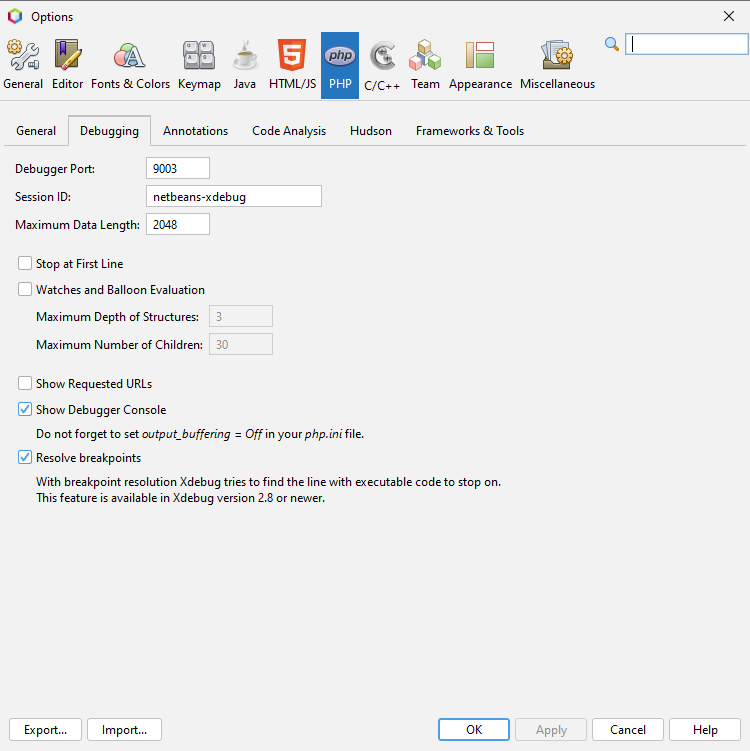 Options
General Editor Fonts & Colors Keymap Java HTML/JS PHP C/C++ Team Appearance Miscellaneous
General Debugging Annotations Code Analysis Hudson Frameworks & Tools
Debugger Port: 9003
Session ID: netbeans-xdebug
Maximum Data Length: 2048
Stop at First Line
Watches and Balloon Evaluation
Maximum Depth of Structures: 3
Maximum Number of Children: 30
Show Requested URLs
Show Debugger Console
Do not forget to set output_buffering = Off in your php.ini file.
Resolve breakpoints
With breakpoint resolution Xdebug tries to find the line with executable code to stop on.
This feature is available in Xdebug version 2.8 or newer.
Export... Import... OK Apply Cancel Help